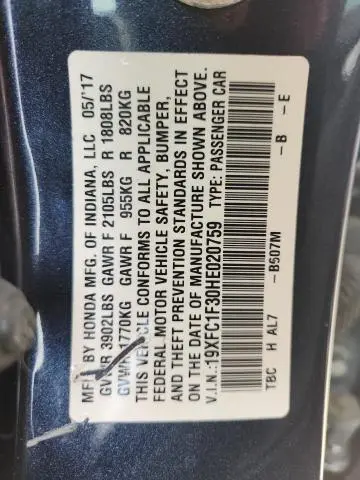 MFD BY HONDA MFG. OF INDIANA, LLC 05/17
GVWR 3902LBS GAWR F 2105LBS R 1808LBS
GVWR 1770KG GAWR F 955KG R 820KG
THIS VEHICLE CONFORMS TO ALL APPLICABLE
FEDERAL MOTOR VEHICLE SAFETY, BUMPER,
AND THEFT PREVENTION STANDARDS IN EFFECT
ON THE DATE OF MANUFACTURE SHOWN ABOVE.
V.I.N.: 19XFC1F30HE020759 TYPE: PASSENGER CAR
TBC H AL7 - B507M - B - E